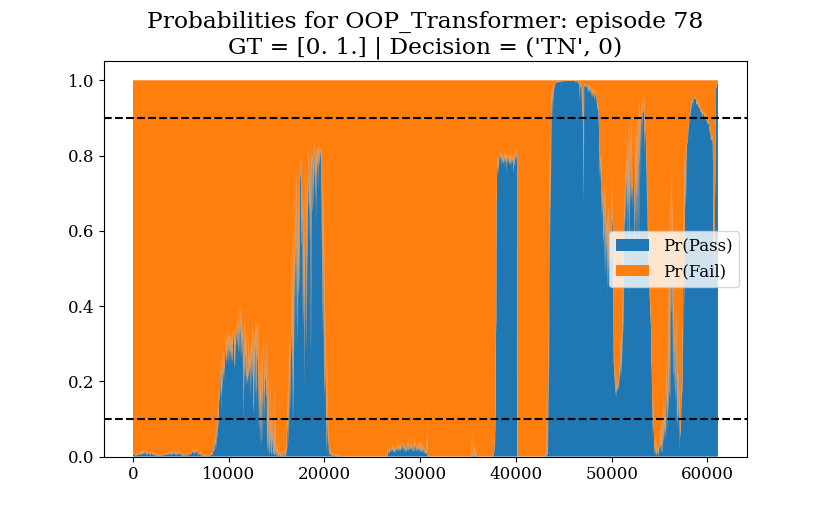 Probabilities for OOP_Transformer: episode 78
GT = [0. 1.] | Decision = ('TN', 0)
1.0
0.8
0.6
0.4
0.2
0.0
Pr(Pass)
Pr(Fail)
0 10000 20000 30000 40000 50000 60000